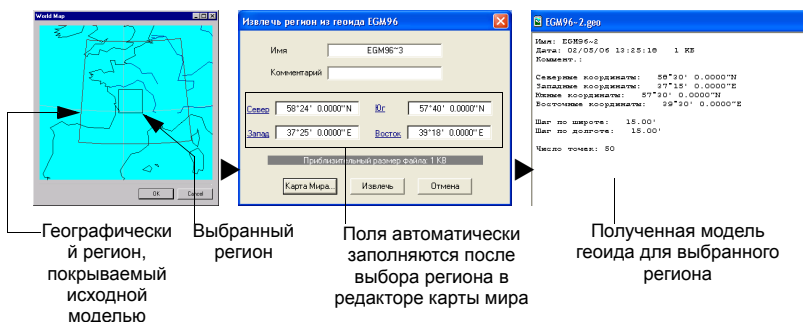 World Map
OK Cancel
Извлечь регион из геоида EGM96
Имя EGM96~3
Комментарий
Север 58°24' 0.0000"N Юг 57°40' 0.0000"N
Запад 37°25' 0.0000"E Восток 39°18' 0.0000"E
Приблизительный размер файла: 1 KB
Карта Мира... Извлечь Отмена
EGM96-2.geo
Имя: EGM96~2
Дата: 02/05/06 13:25:18 1 KB
Коммент.:
Северные координаты: 58°30' 0.0000"N
Западные координаты: 37°15' 0.0000"E
Южные координаты: 57°30' 0.0000"N
Восточные координаты: 39°30' 0.0000"E
Шаг по широте: 15.00'
Шаг по долготе: 15.00'
Число точек: 50
Географически
й регион,
покрываемый
исходной
моделью
Выбранный
регион
Поля автоматически
заполняются после
выбора региона в
редакторе карты мира
Полученная модель
геоида для выбранного
региона